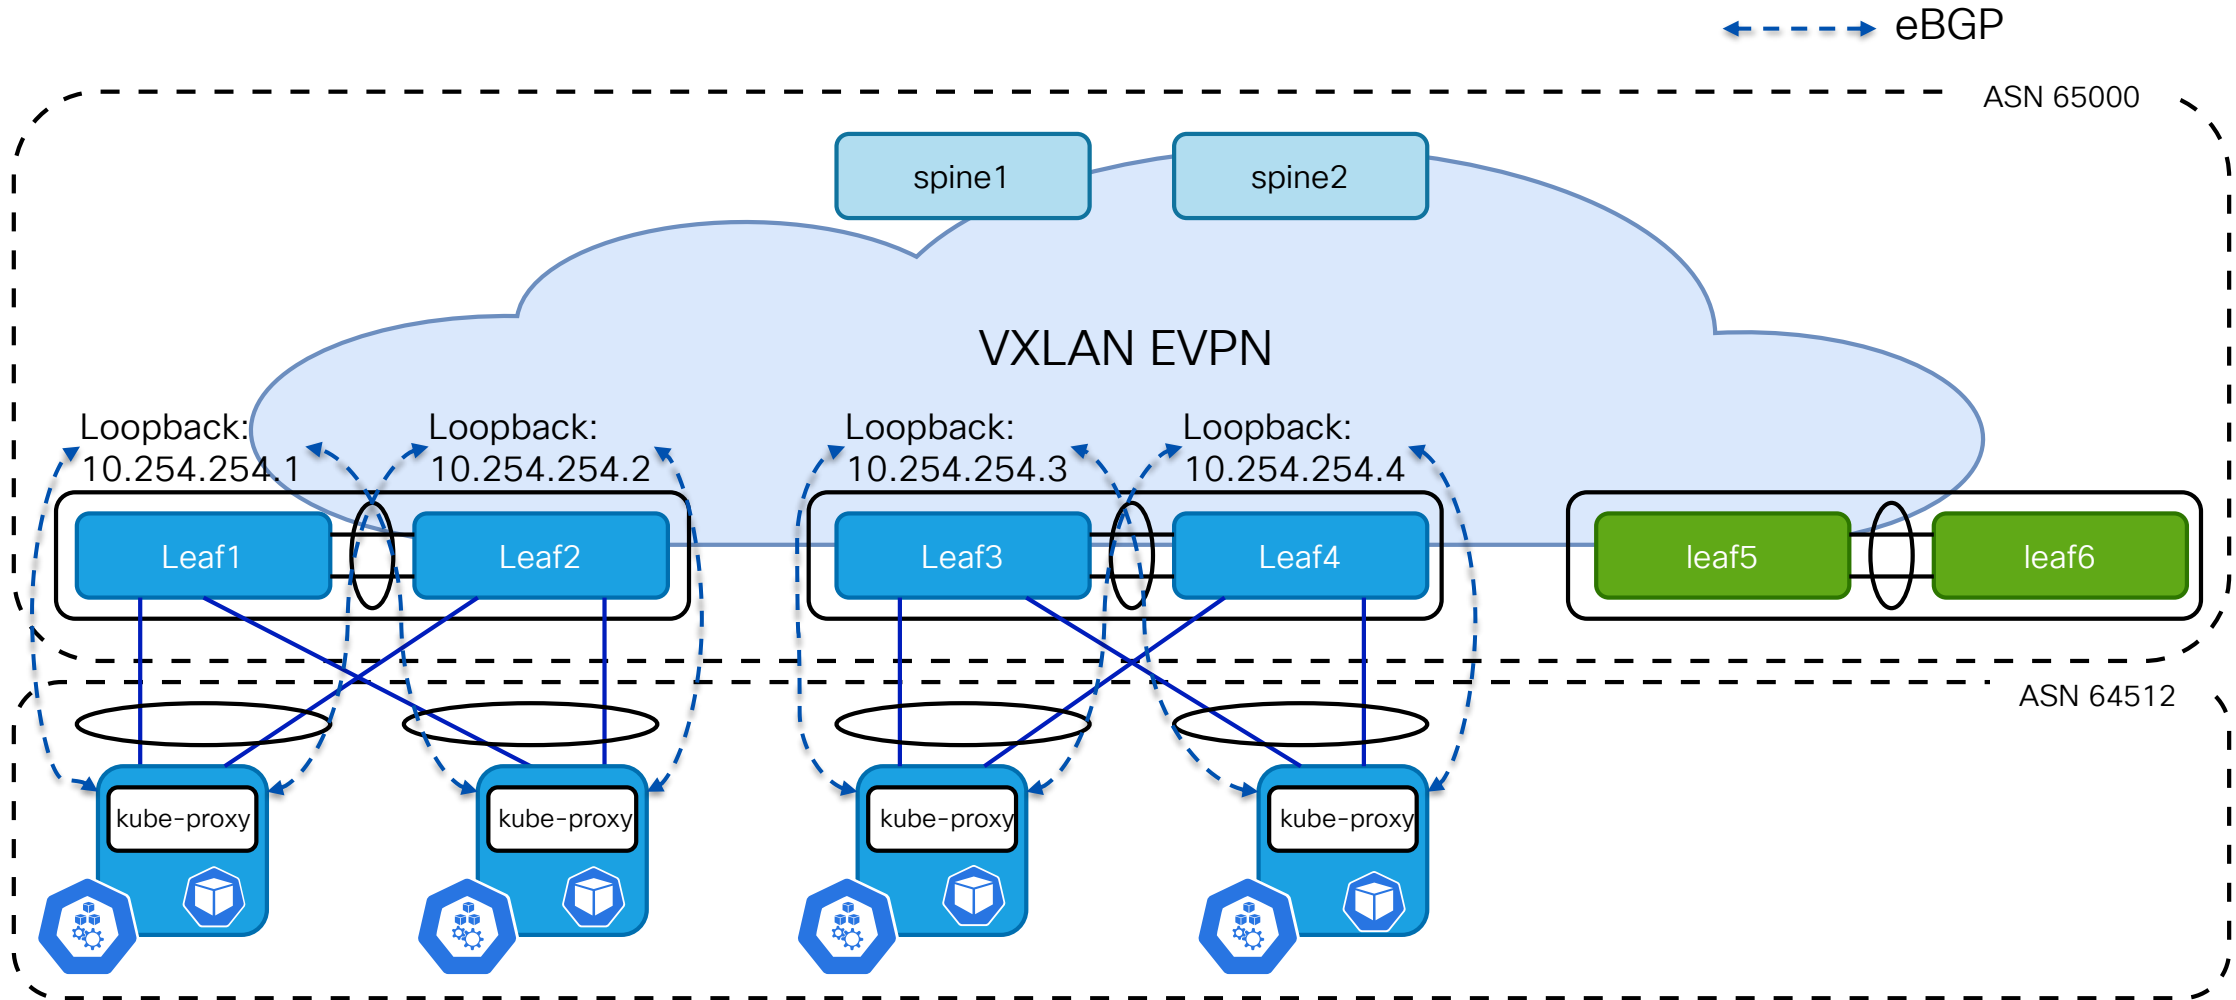 eBGP
ASN 65000
spine1
spine2
VXLAN EVPN
Loopback:
10.254.254.1
Loopback:
10.254.254.2
Loopback:
10.254.254.3
Loopback:
10.254.254.4
Leaf1
Leaf2
Leaf3
Leaf4
leaf5
leaf6
ASN 64512
kube-proxy
kube-proxy
kube-proxy
kube-proxy